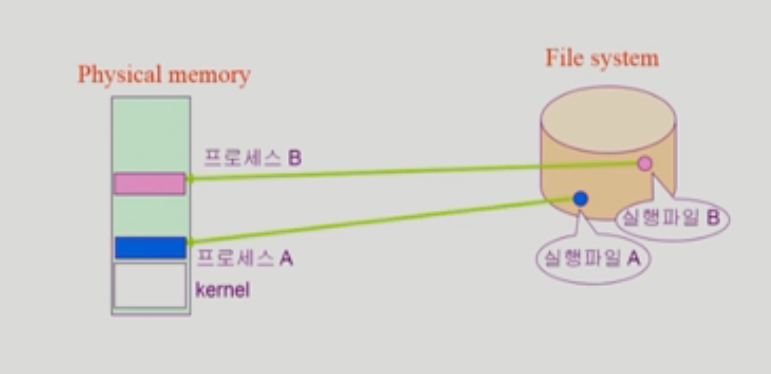 Physical memory
File system
프로세스 B
실행파일 B
프로세스 A
실행파일 A
kernel